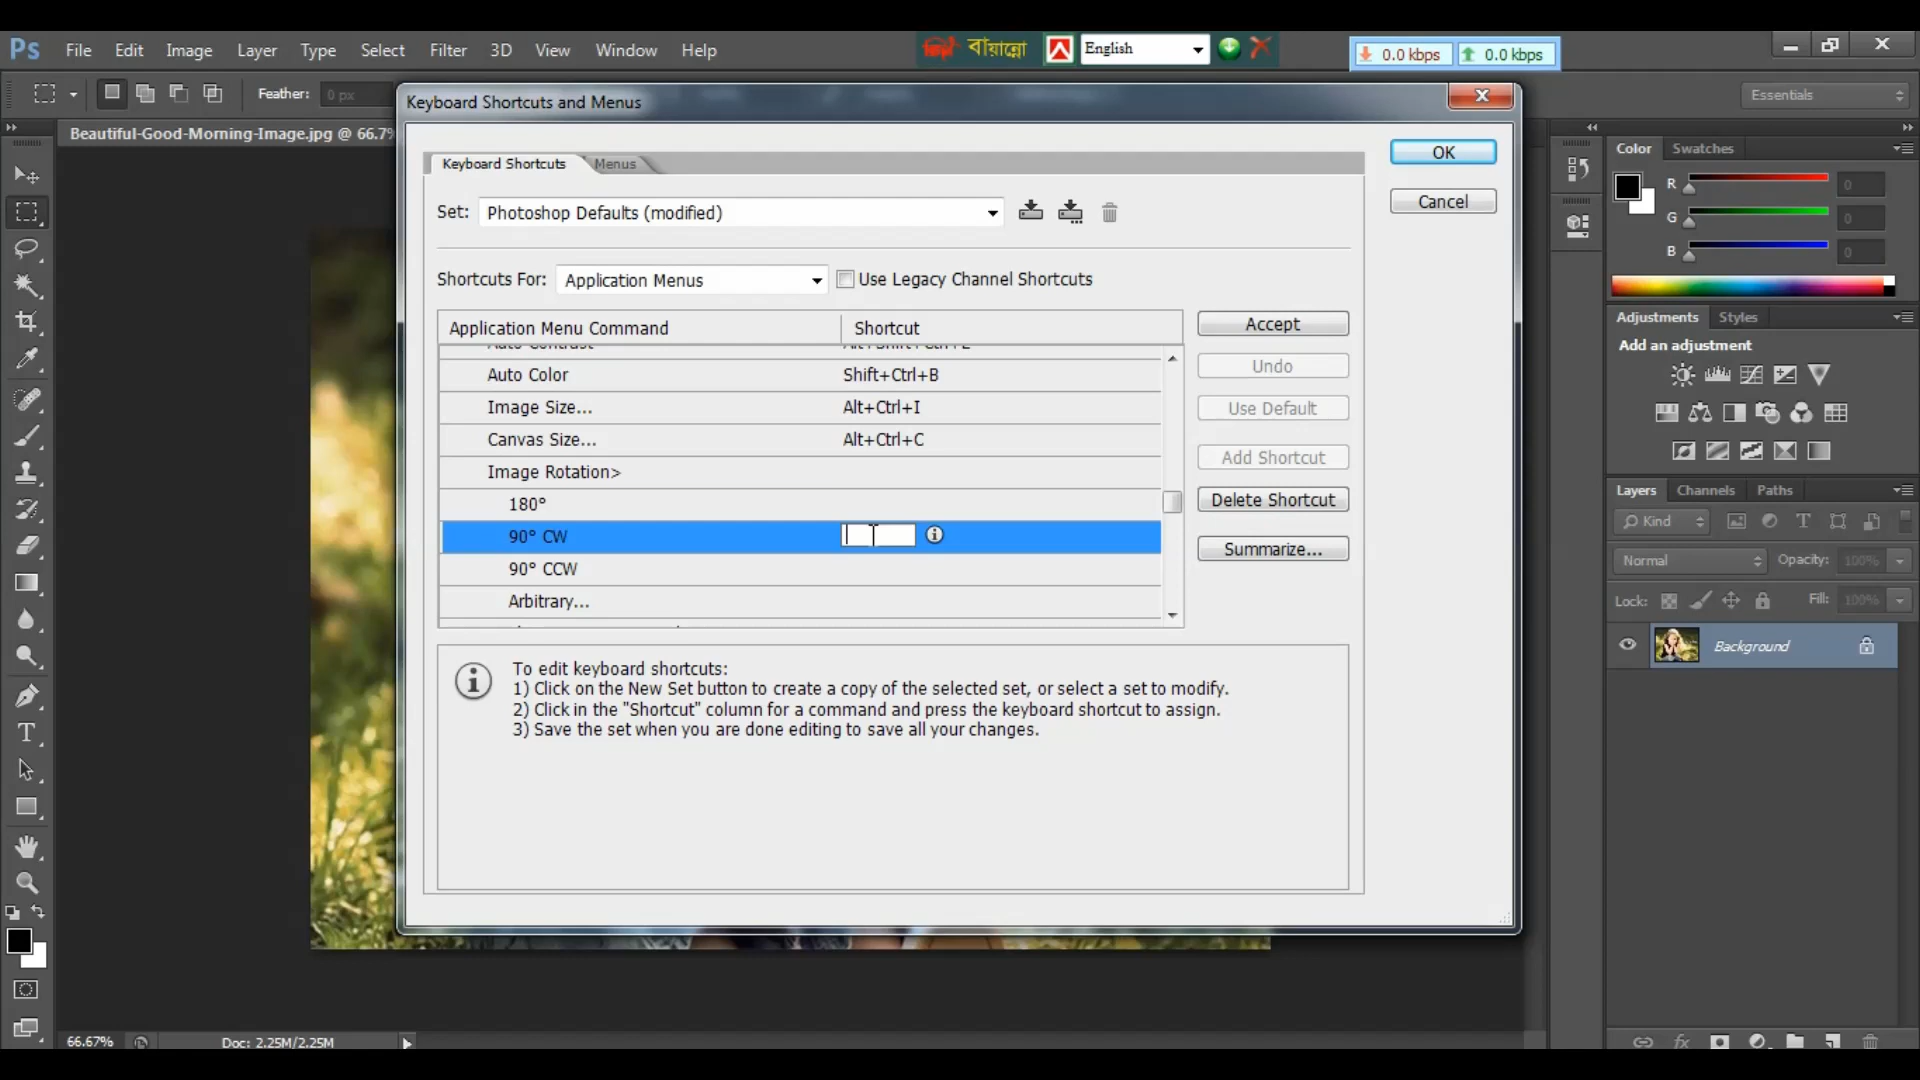 Ps File Edit Image Layer Type Select Filter 3D View Window Help
বায়ান্নো English 0.0 kbps 0.0 kbps
Feather: 0 px
Essentials
Keyboard Shortcuts and Menus
Beautiful-Good-Morning-Image.jpg @ 66.7%
Keyboard Shortcuts Menus
OK
Cancel
Set: Photoshop Defaults (modified)
Shortcuts For: Application Menus Use Legacy Channel Shortcuts
Application Menu Command Shortcut
Auto Color Shift+Ctrl+B
Image Size... Alt+Ctrl+I
Canvas Size... Alt+Ctrl+C
Image Rotation>
180°
90° CW
90° CCW
Arbitrary...
Accept
Undo
Use Default
Add Shortcut
Delete Shortcut
Summarize...
To edit keyboard shortcuts:
1) Click on the New Set button to create a copy of the selected set, or select a set to modify.
2) Click in the "Shortcut" column for a command and press the keyboard shortcut to assign.
3) Save the set when you are done editing to save all your changes.
Color Swatches
R 0
G 0
B 0
Adjustments Styles
Add an adjustment
Layers Channels Paths
Kind
Normal Opacity: 100%
Lock: Fill: 100%
Background
66.67% Doc: 2.25M/2.25M